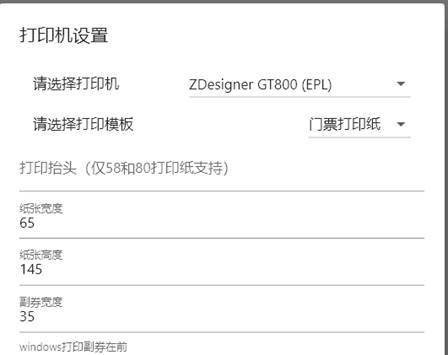 打印机设置
请选择打印机 ZDesigner GT800 (EPL)
请选择打印模板 门票打印纸
打印抬头（仅58和80打印纸支持）
纸张宽度
65
纸张高度
145
副券宽度
35
windows打印副券在前